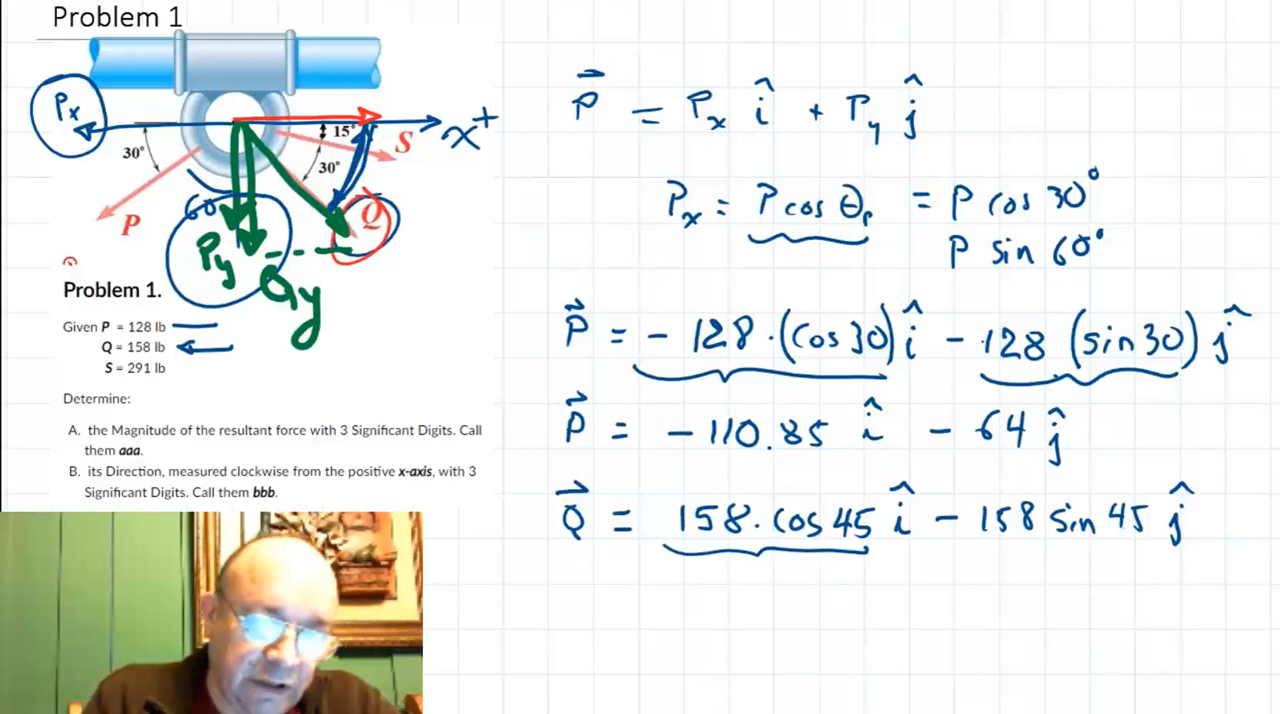 Problem 1
Px
x+
15°
S
30°
30°
P
60
Q
Py
Qy
Problem 1.
Given P = 128 lb
Q = 158 lb
S = 291 lb
Determine:
A. the Magnitude of the resultant force with 3 Significant Digits. Call
them aaa.
B. its Direction, measured clockwise from the positive x-axis, with 3
Significant Digits. Call them bbb.
P⃗ = Px î + Py ĵ
Px = P cos θP = P cos 30°
P sin 60°
P⃗ = - 128 · (cos 30) î - 128 (sin 30) ĵ
P⃗ = - 110.85 î - 64 ĵ
Q⃗ = 158 · cos 45 î - 158 sin 45 ĵ